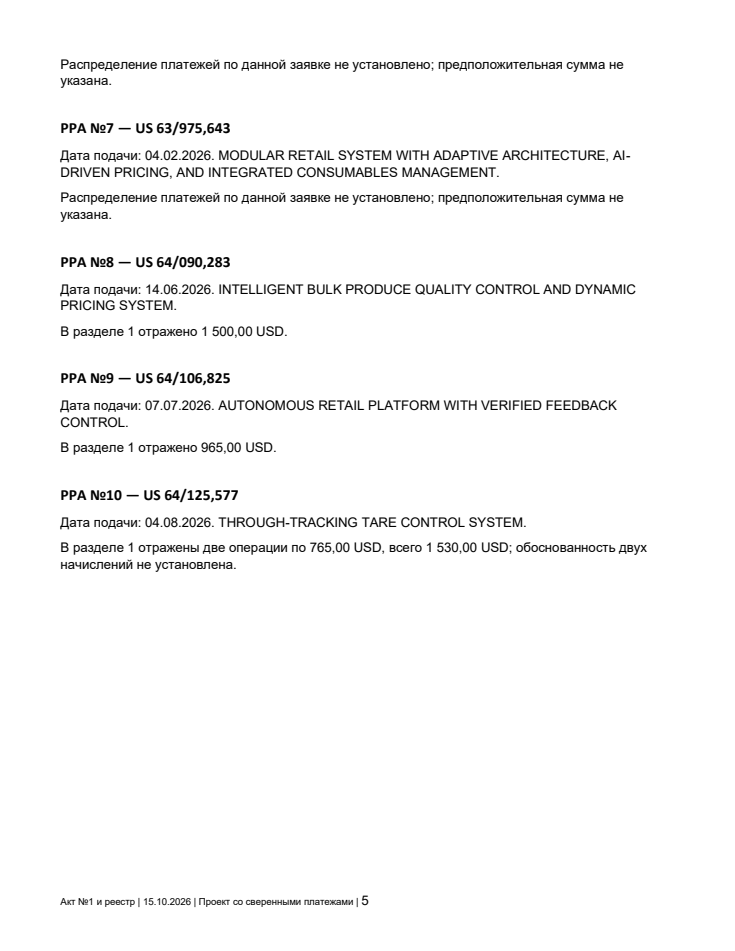 Распределение платежей по данной заявке не установлено; предположительная сумма не
указана.
PPA №7 — US 63/975,643
Дата подачи: 04.02.2026. MODULAR RETAIL SYSTEM WITH ADAPTIVE ARCHITECTURE, AI-
DRIVEN PRICING, AND INTEGRATED CONSUMABLES MANAGEMENT.
Распределение платежей по данной заявке не установлено; предположительная сумма не
указана.
PPA №8 — US 64/090,283
Дата подачи: 14.06.2026. INTELLIGENT BULK PRODUCE QUALITY CONTROL AND DYNAMIC
PRICING SYSTEM.
В разделе 1 отражено 1 500,00 USD.
PPA №9 — US 64/106,825
Дата подачи: 07.07.2026. AUTONOMOUS RETAIL PLATFORM WITH VERIFIED FEEDBACK
CONTROL.
В разделе 1 отражено 965,00 USD.
PPA №10 — US 64/125,577
Дата подачи: 04.08.2026. THROUGH-TRACKING TARE CONTROL SYSTEM.
В разделе 1 отражены две операции по 765,00 USD, всего 1 530,00 USD; обоснованность двух
начислений не установлена.
Акт №1 и реестр | 15.10.2026 | Проект со сверенными платежами | 5